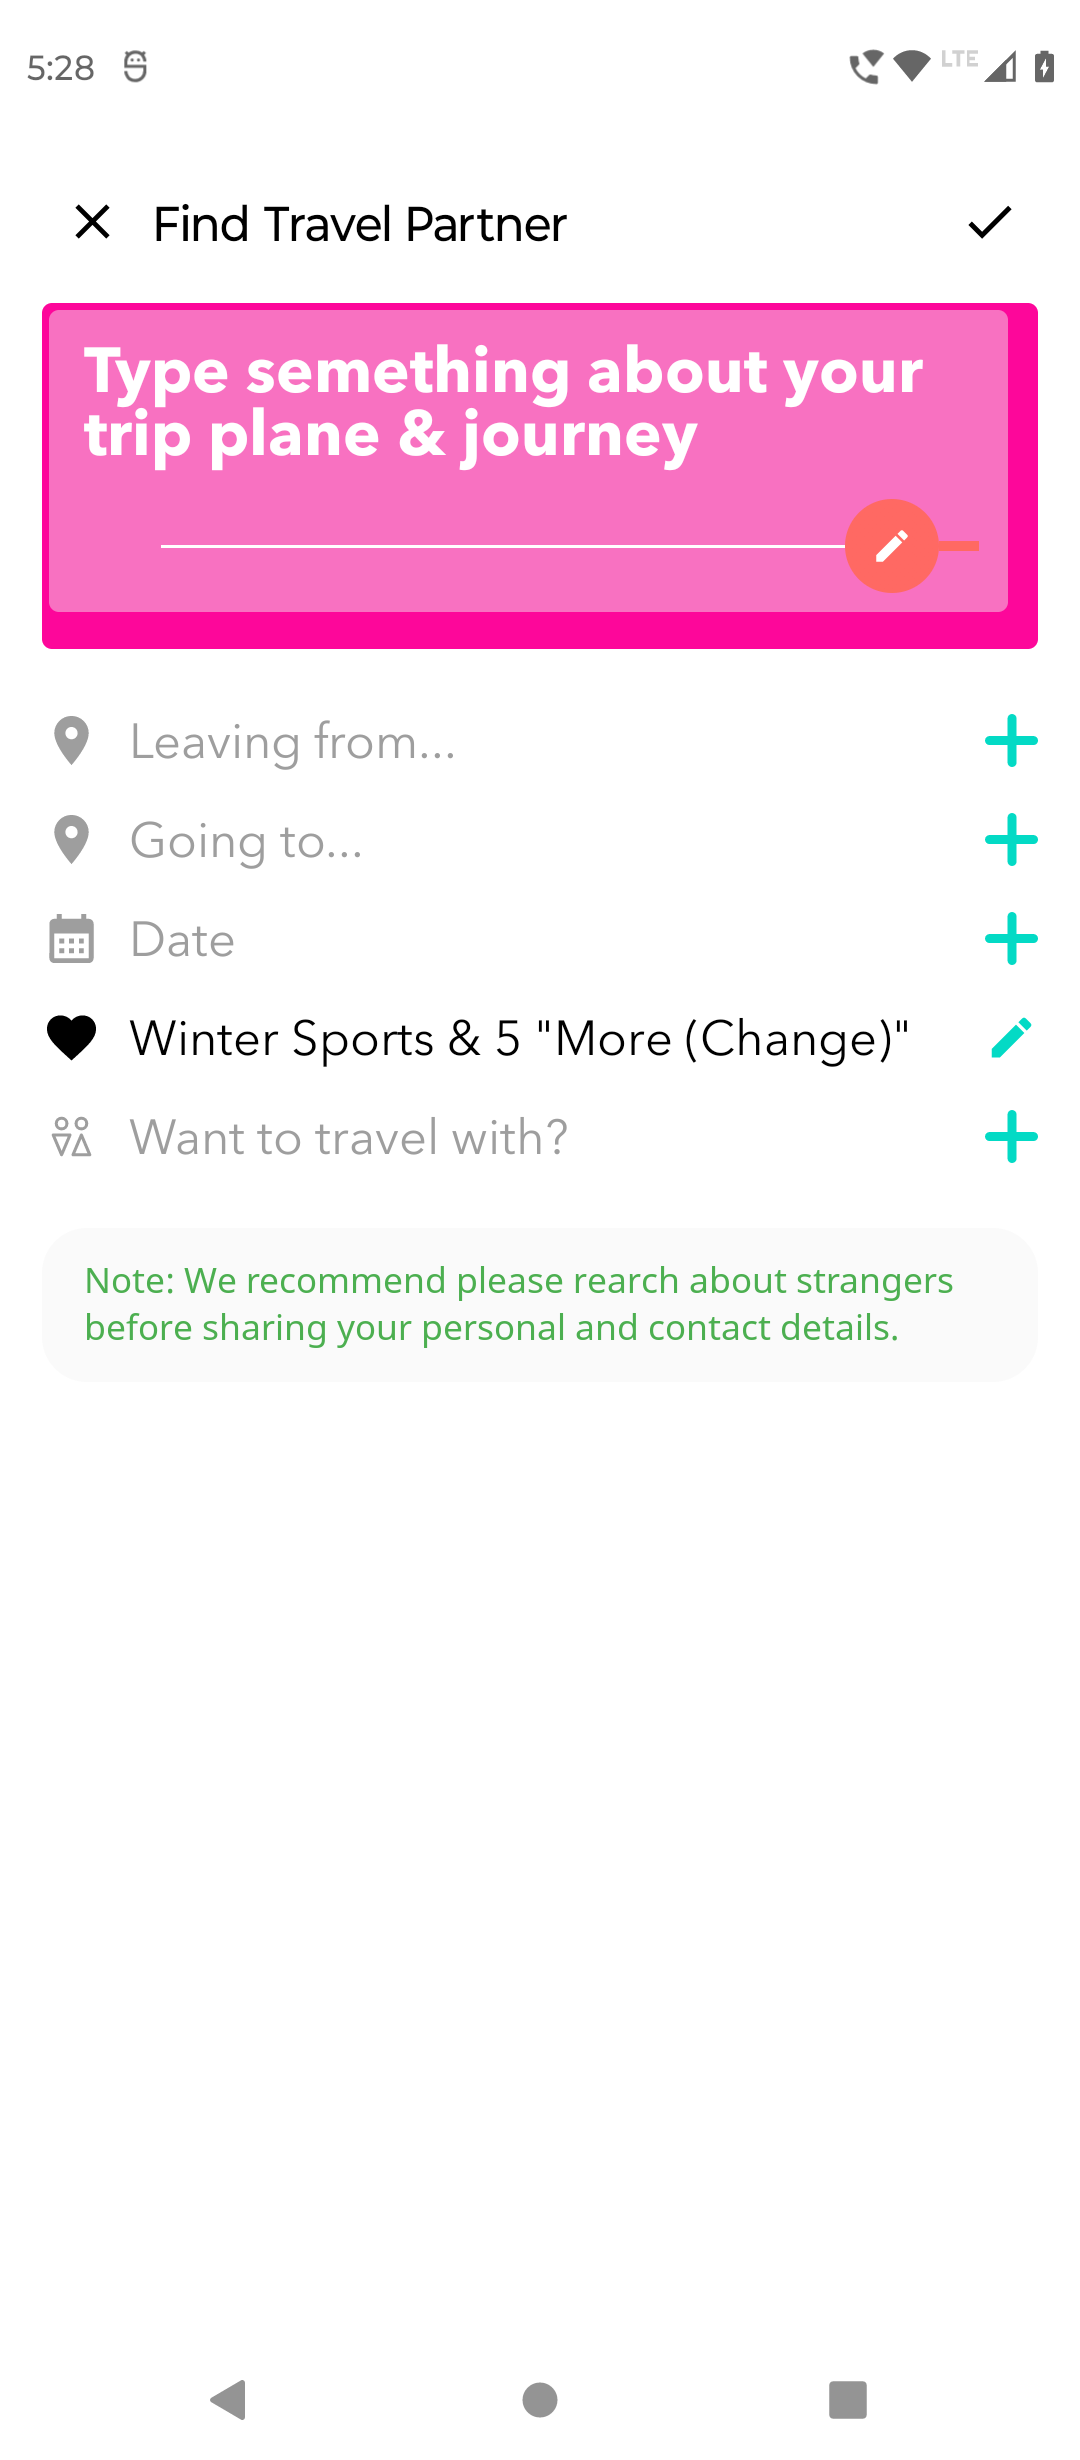 5:28
LTE
Find Travel Partner
Type semething about your
trip plane & journey
Leaving from...
Going to...
Date
Winter Sports & 5 "More (Change)"
Want to travel with?
Note: We recommend please rearch about strangers
before sharing your personal and contact details.